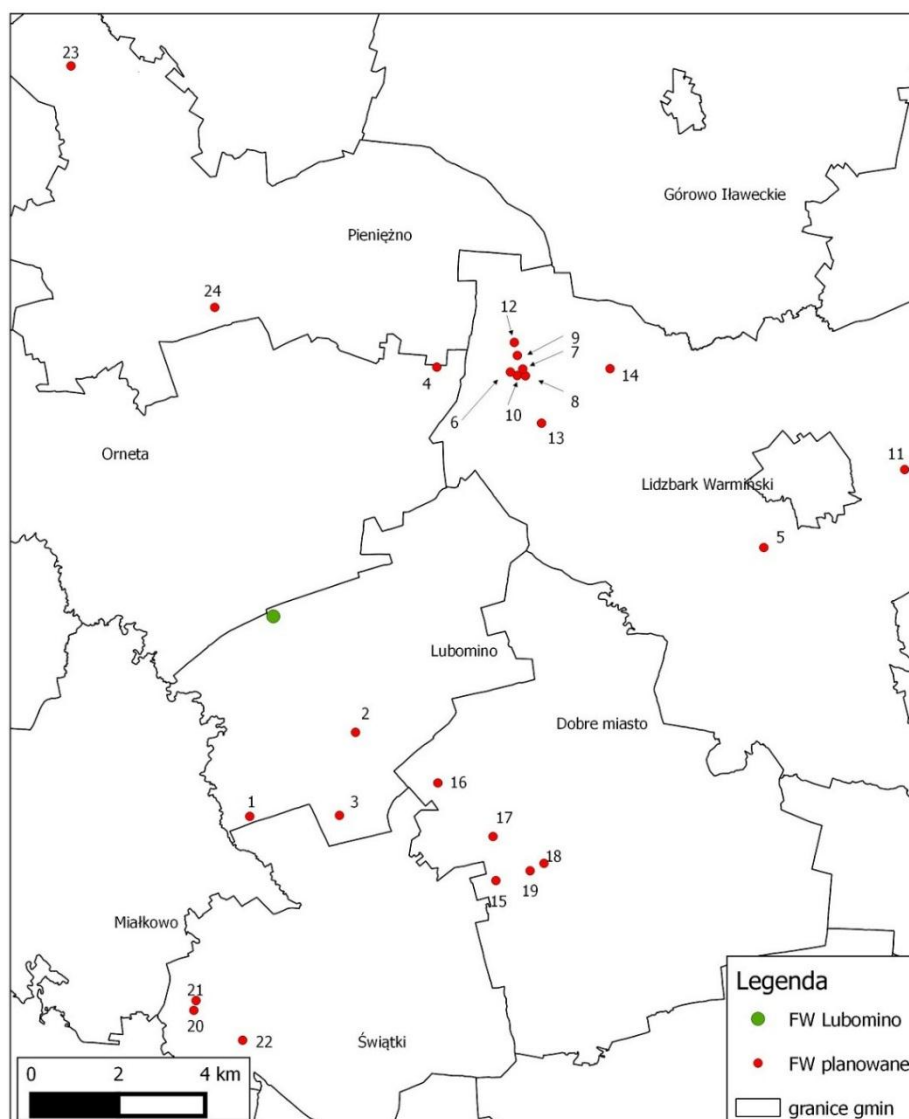 23
Górowo Iławeckie
Pieniężno
24
12
9
7
4
14
6
10
8
13
Orneta
11
Lidzbark Warmiński
5
Lubomino
2
Dobre miasto
16
1
3
17
18
19
15
Miałkowo
21
20
22
Świątki
Legenda
FW Lubomino
FW planowane
granice gmin
0 2 4 km